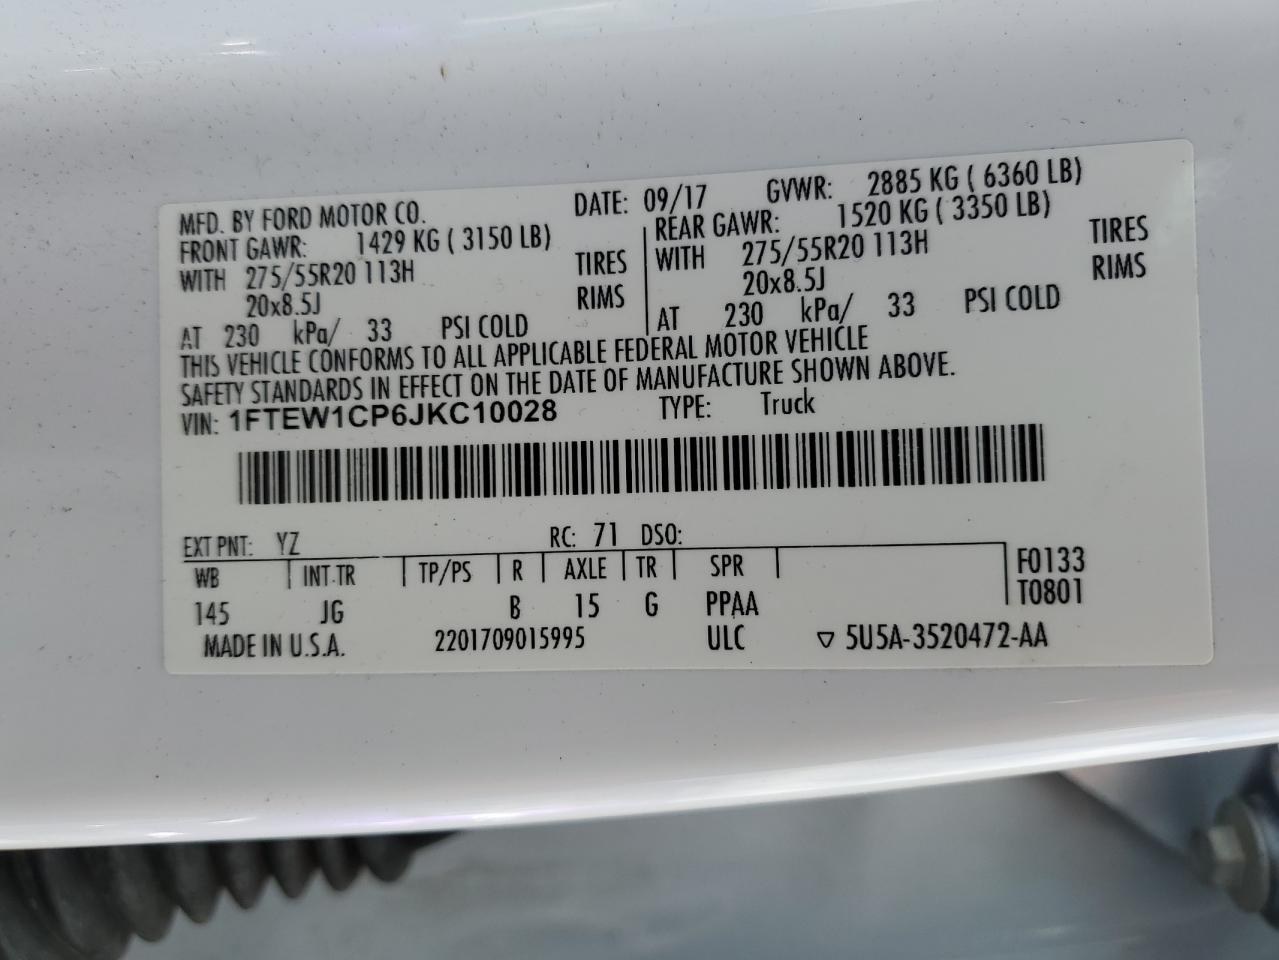 MFD. BY FORD MOTOR CO. DATE: 09/17 GVWR: 2885 KG ( 6360 LB)
FRONT GAWR: 1429 KG ( 3150 LB) REAR GAWR: 1520 KG ( 3350 LB)
WITH 275/55R20 113H TIRES WITH 275/55R20 113H TIRES
20x8.5J RIMS 20x8.5J RIMS
AT 230 kPa/ 33 PSI COLD AT 230 kPa/ 33 PSI COLD
THIS VEHICLE CONFORMS TO ALL APPLICABLE FEDERAL MOTOR VEHICLE
SAFETY STANDARDS IN EFFECT ON THE DATE OF MANUFACTURE SHOWN ABOVE.
VIN: 1FTEW1CP6JKC10028 TYPE: Truck
EXT PNT: YZ RC: 71 DSO:
WB INT TR TP/PS R AXLE TR SPR F0133
145 JG B 15 G PPAA T0801
MADE IN U.S.A. 2201709015995 ULC ▽ 5U5A-3520472-AA